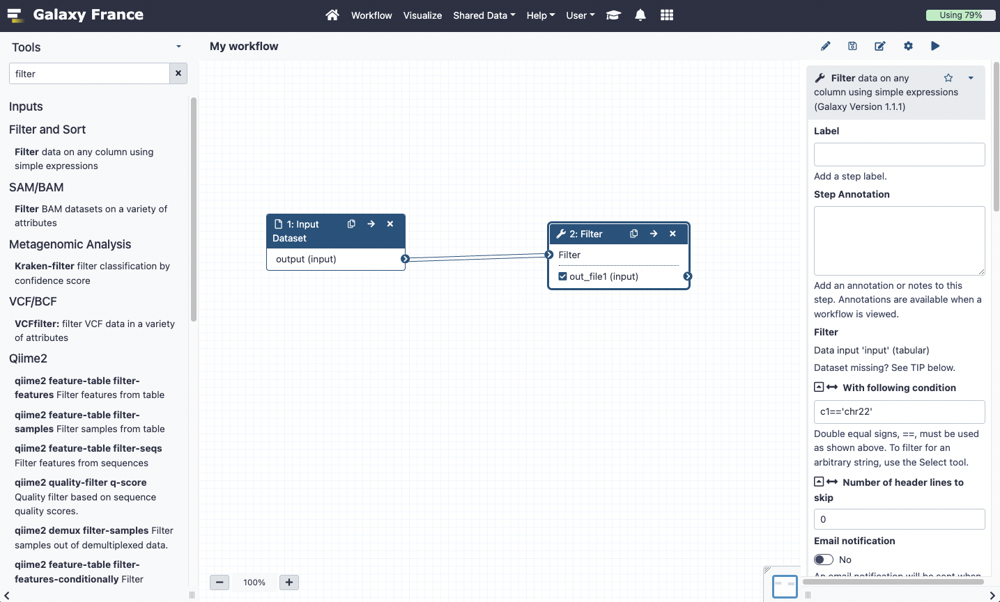 Galaxy France
Workflow Visualize Shared Data Help User
Using 79%
Tools
filter
Inputs
Filter and Sort
Filter data on any column using
simple expressions
SAM/BAM
Filter BAM datasets on a variety of
attributes
Metagenomic Analysis
Kraken-filter filter classification by
confidence score
VCF/BCF
VCFfilter: filter VCF data in a variety
of attributes
Qiime2
qiime2 feature-table filter-
features Filter features from table
qiime2 feature-table filter-
samples Filter samples from table
qiime2 feature-table filter-seqs
Filter features from sequences
qiime2 quality-filter q-score
Quality filter based on sequence
quality scores.
qiime2 demux filter-samples Filter
samples out of demultiplexed data.
qiime2 feature-table filter-
features-conditionally Filter
My workflow
1: Input
Dataset
output (input)
2: Filter
Filter
out_file1 (input)
100%
Filter data on any
column using simple expressions
(Galaxy Version 1.1.1)
Label
Add a step label.
Step Annotation
Add an annotation or notes to this
step. Annotations are available when a
workflow is viewed.
Filter
Data input 'input' (tabular)
Dataset missing? See TIP below.
With following condition
c1=='chr22'
Double equal signs, ==, must be used
as shown above. To filter for an
arbitrary string, use the Select tool.
Number of header lines to
skip
0
Email notification
No
An email notification will be sent when